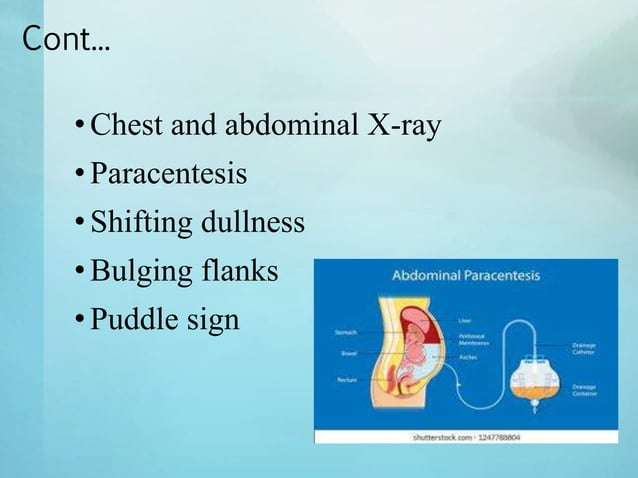 Cont...
• Chest and abdominal X-ray
• Paracentesis
• Shifting dullness
• Bulging flanks
• Puddle sign
Abdominal Paracentesis
Stomach
Bowel
Rectum
Liver
Peritoneal
Membranes
Ascites
Drainage
Catheter
Drainage
Container
shutterstock.com · 1247788804